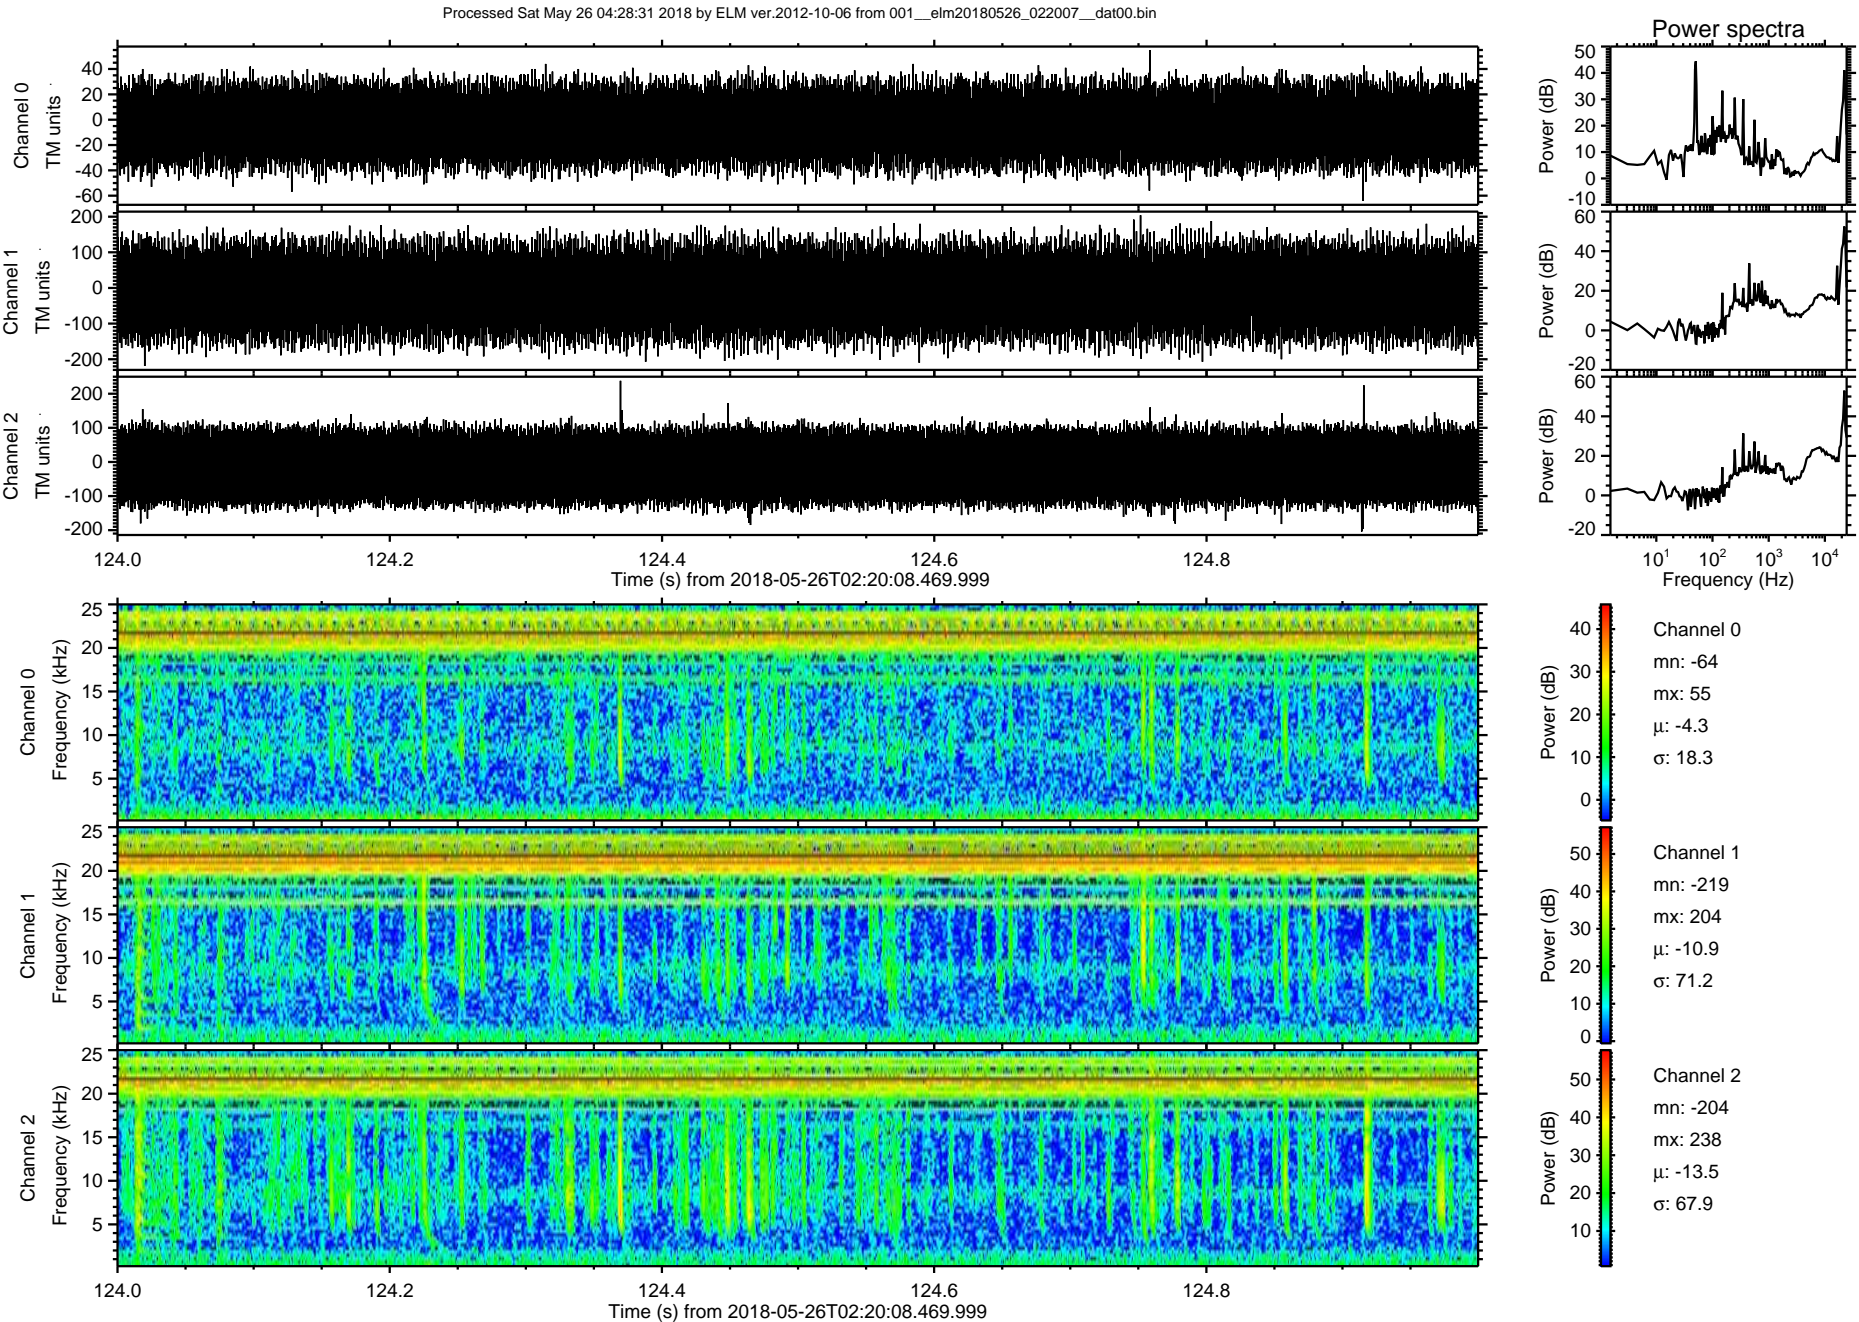 Processed Sat May 26 04:28:31 2018 by ELM ver.2012-10-06 from 001__elm20180526_022007__dat00.bin
Power spectra
Channel 0
TM units
40
20
0
-20
-40
-60
Power (dB)
50
40
30
20
10
0
-10
Channel 1
TM units
200
100
0
-100
-200
Power (dB)
60
40
20
0
-20
Channel 2
TM units
200
100
0
-100
-200
Power (dB)
60
40
20
0
-20
124.0 124.2 124.4 124.6 124.8
Time (s) from 2018-05-26T02:20:08.469.999
10^1 10^2 10^3 10^4
Frequency (Hz)
Channel 0
Frequency (kHz)
25
20
15
10
5
Power (dB)
40
30
20
10
0
Channel 0
mn: -64
mx: 55
μ: -4.3
σ: 18.3
Channel 1
Frequency (kHz)
25
20
15
10
5
Power (dB)
50
40
30
20
10
0
Channel 1
mn: -219
mx: 204
μ: -10.9
σ: 71.2
Channel 2
Frequency (kHz)
25
20
15
10
5
Power (dB)
50
40
30
20
10
Channel 2
mn: -204
mx: 238
μ: -13.5
σ: 67.9
124.0 124.2 124.4 124.6 124.8
Time (s) from 2018-05-26T02:20:08.469.999